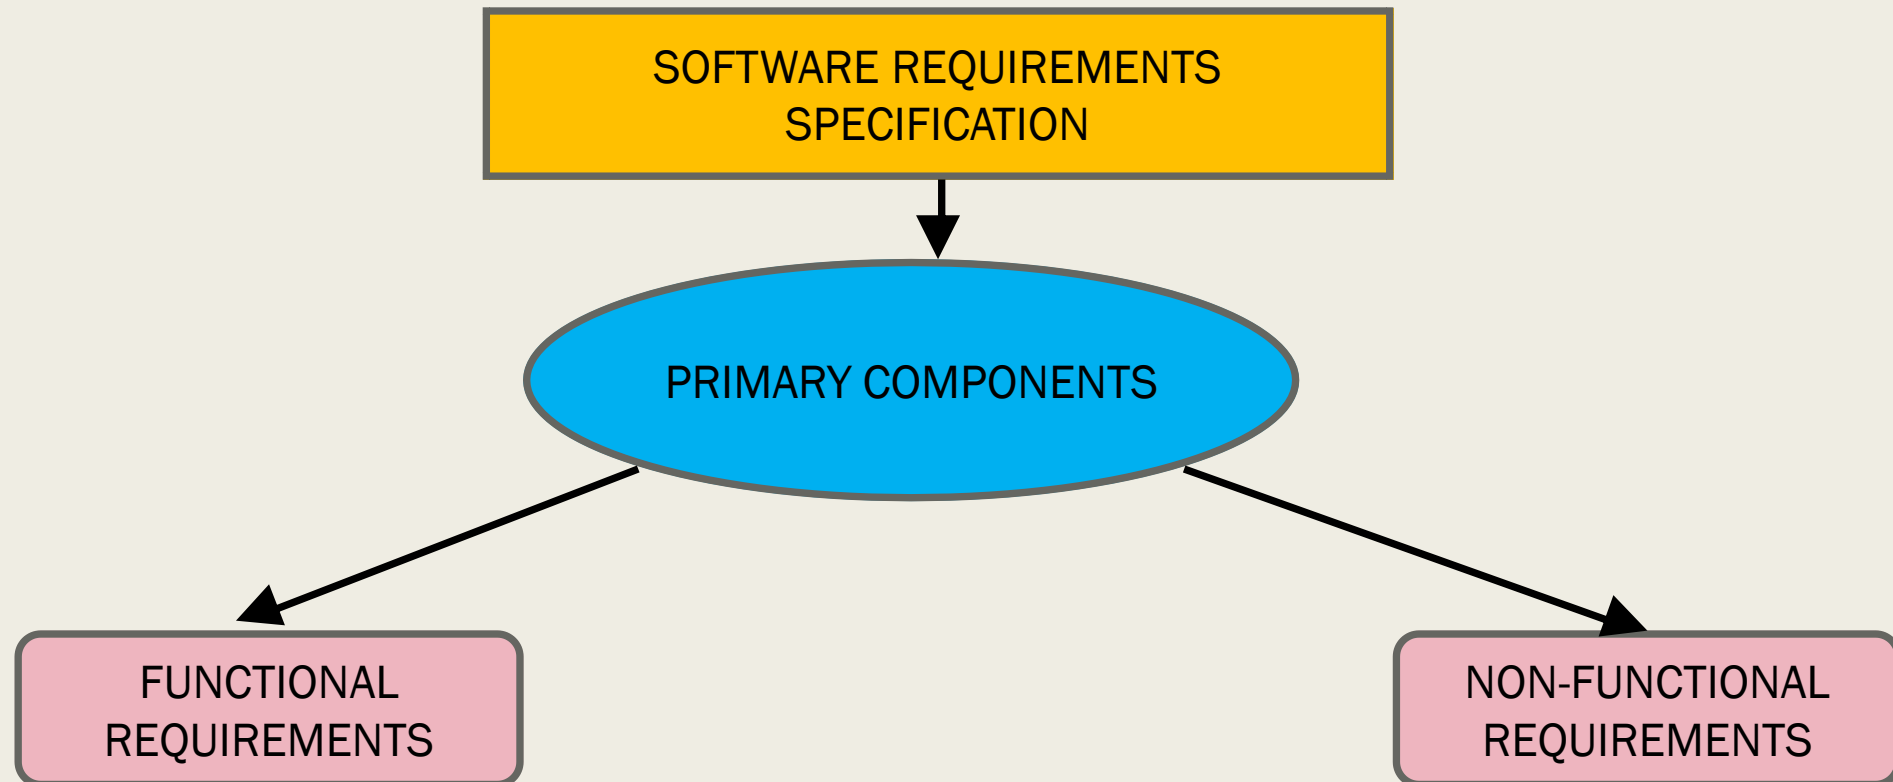 SOFTWARE REQUIREMENTS
SPECIFICATION
PRIMARY COMPONENTS
FUNCTIONAL
REQUIREMENTS
NON-FUNCTIONAL
REQUIREMENTS